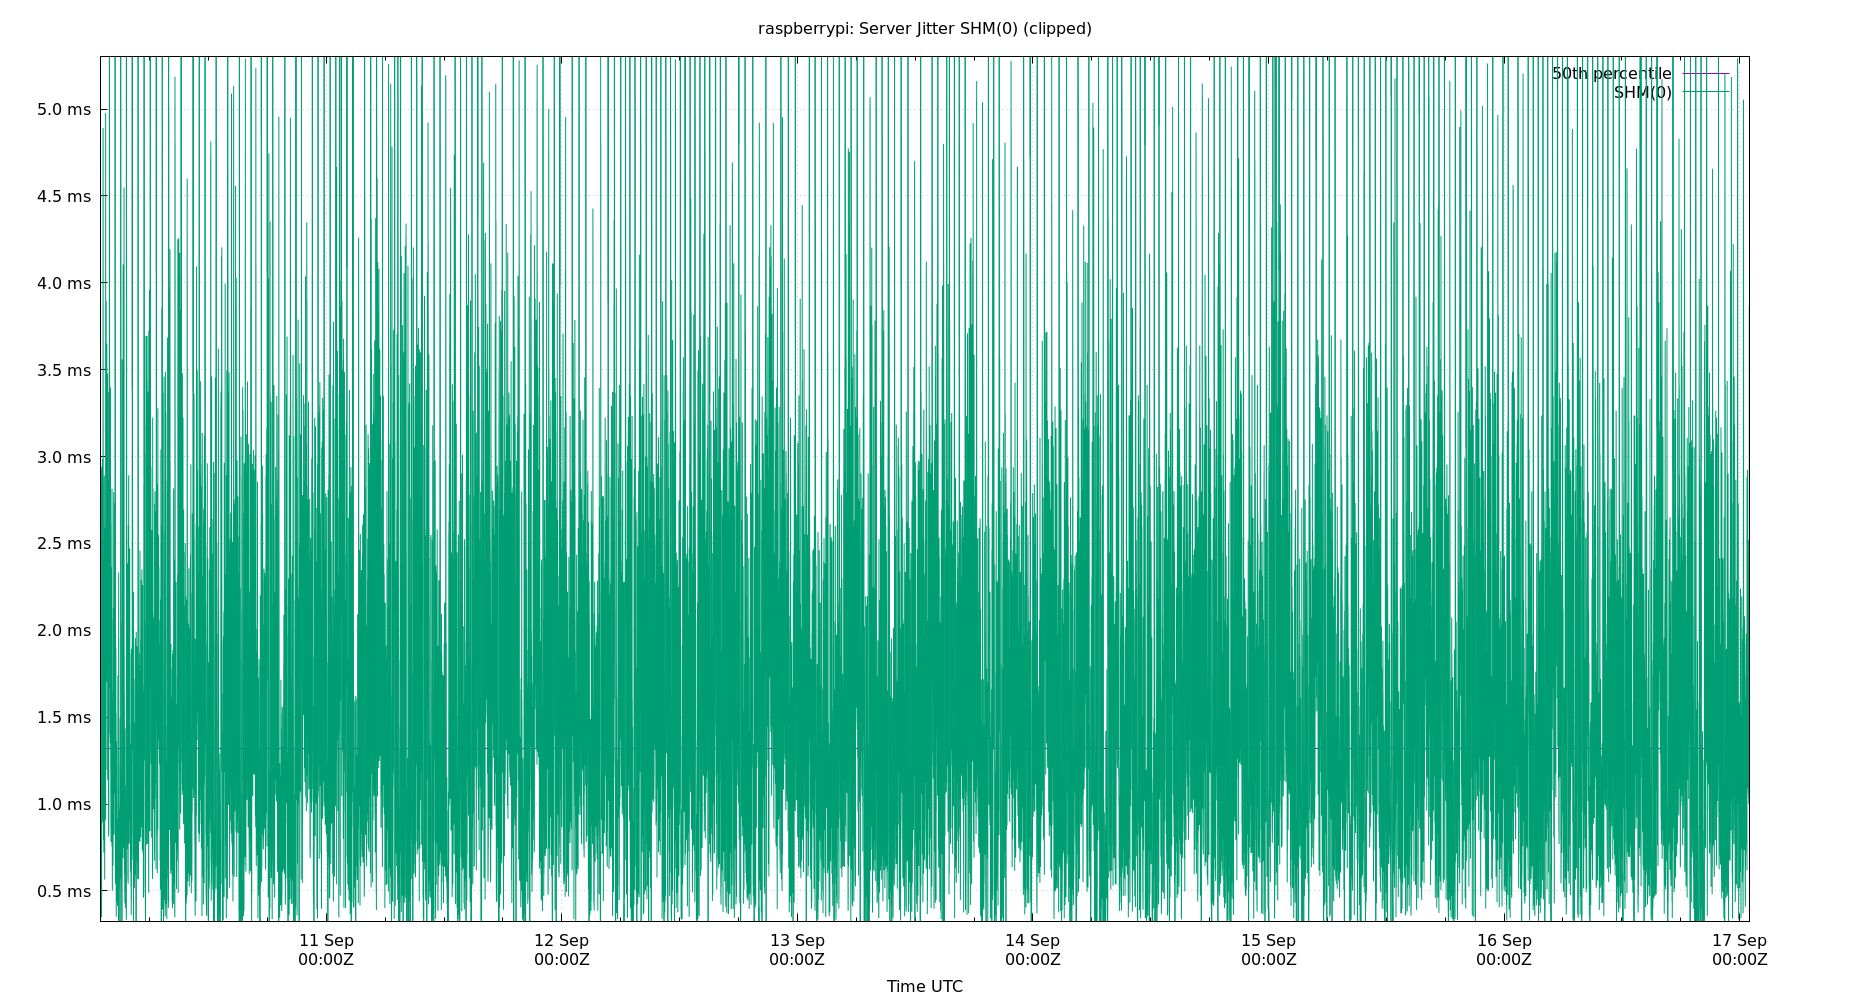 raspberrypi: Server Jitter SHM(0) (clipped)
50th percentile
SHM(0)
5.0 ms
4.5 ms
4.0 ms
3.5 ms
3.0 ms
2.5 ms
2.0 ms
1.5 ms
1.0 ms
0.5 ms
11 Sep 12 Sep 13 Sep 14 Sep 15 Sep 16 Sep 17 Sep
00:00Z 00:00Z 00:00Z 00:00Z 00:00Z 00:00Z 00:00Z
Time UTC